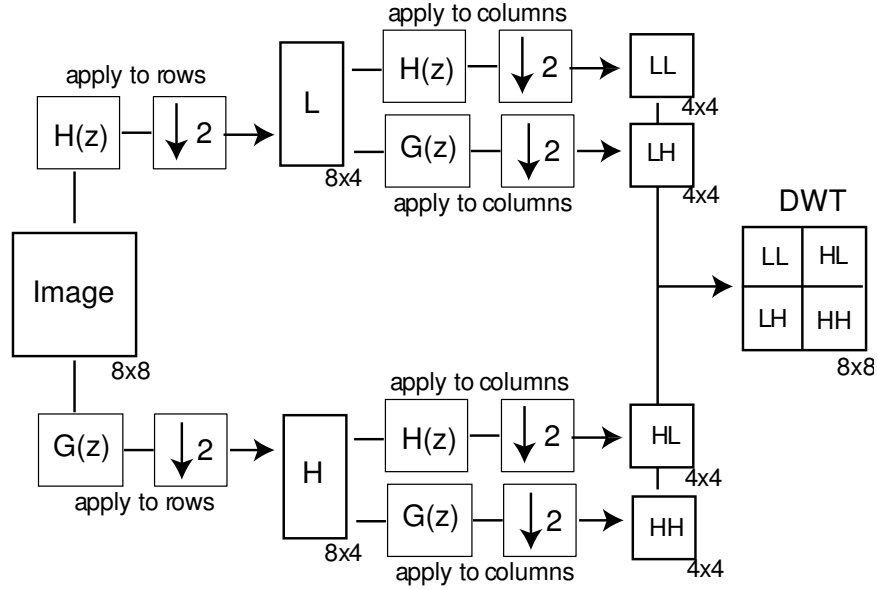 apply to columns
H(z)
2
LL
4x4
apply to rows
H(z)
2
L
8x4
G(z)
2
LH
4x4
apply to columns
Image
8x8
DWT
LL
HL
LH
HH
8x8
apply to columns
H(z)
2
HL
4x4
G(z)
2
apply to rows
H
8x4
G(z)
2
HH
4x4
apply to columns